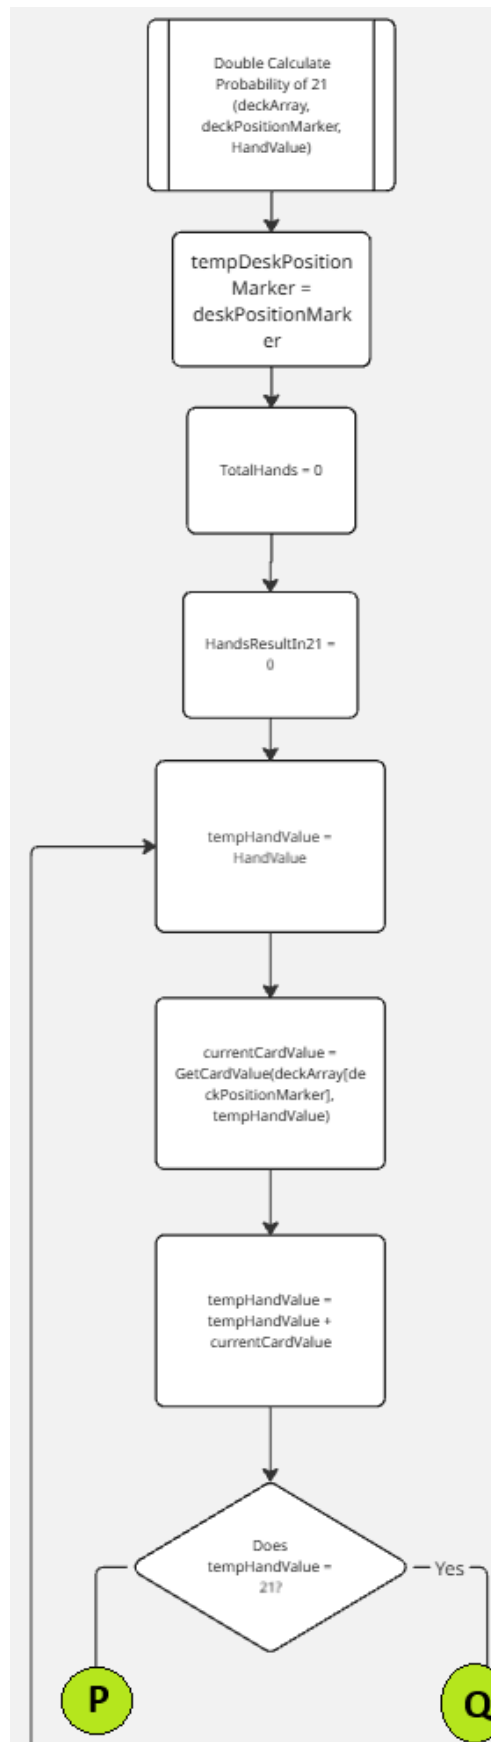 Double Calculate
Probability of 21
(deckArray,
deckPositionMarker,
HandValue)
tempDeskPosition
Marker =
deskPositionMark
er
TotalHands = 0
HandsResultIn21 =
0
tempHandValue =
HandValue
currentCardValue =
GetCardValue(deckArray[de
ckPositionMarker],
tempHandValue)
tempHandValue =
tempHandValue +
currentCardValue
Does
tempHandValue =
21?
Yes
P
Q